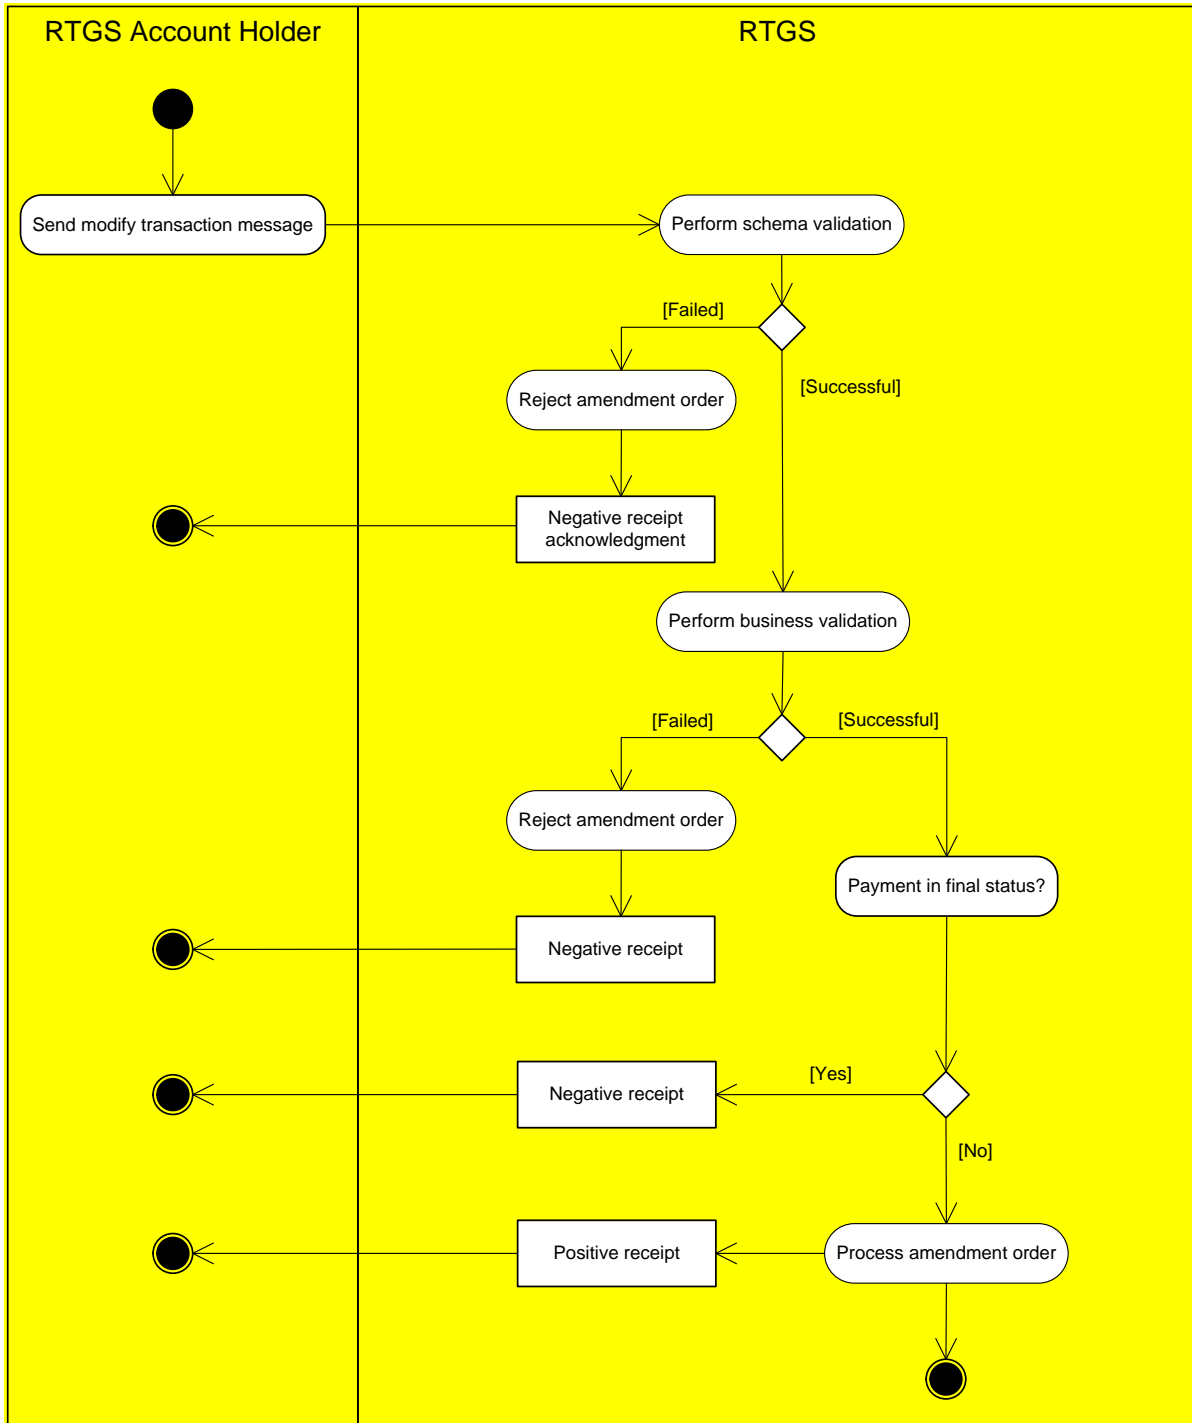 RTGS Account Holder
RTGS
Send modify transaction message
Perform schema validation
[Failed]
[Successful]
Reject amendment order
Negative receipt
acknowledgment
Perform business validation
[Failed]
[Successful]
Reject amendment order
Payment in final status?
Negative receipt
[Yes]
Negative receipt
[No]
Positive receipt
Process amendment order